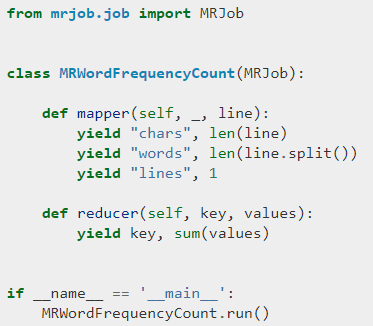 from mrjob.job import MRJob
class MRWordFrequencyCount(MRJob):
    def mapper(self, _, line):
        yield "chars", len(line)
        yield "words", len(line.split())
        yield "lines", 1
    def reducer(self, key, values):
        yield key, sum(values)
if __name__ == '__main__':
    MRWordFrequencyCount.run()